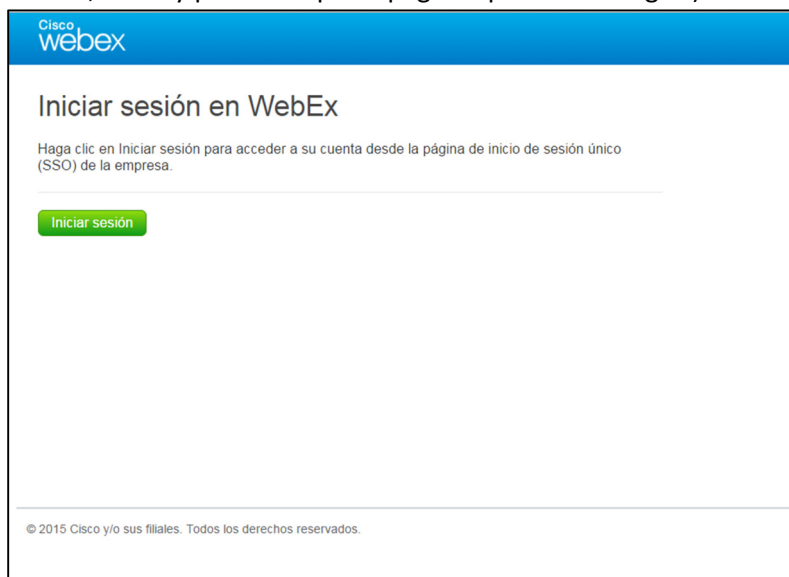 Cisco
webex
Iniciar sesión en WebEx
Haga clic en Iniciar sesión para acceder a su cuenta desde la página de inicio de sesión único
(SSO) de la empresa.
Iniciar sesión
© 2015 Cisco y/o sus filiales. Todos los derechos reservados.